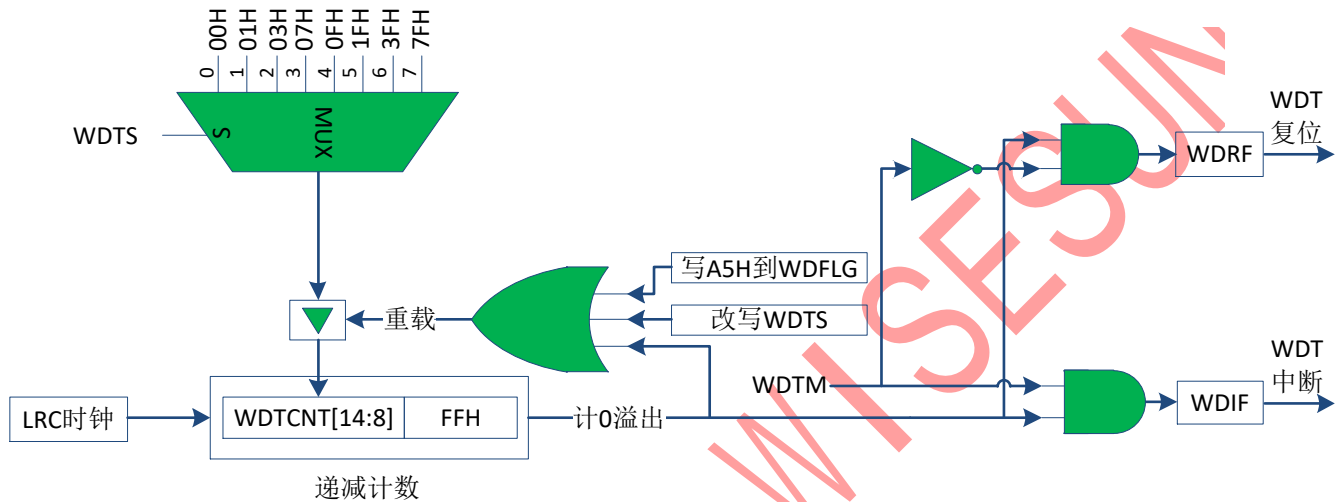 00H
01H
03H
07H
0FH
1FH
3FH
7FH
0
1
2
3
4
5
6
7
WDTS
S
MUX
WDT
复位
WDRF
写A5H到WDFLG
重载
改写WDTS
WDTM
WDT
中断
WDIF
LRC时钟
WDTCNT[14:8]
FFH
计0溢出
递减计数
WISESUN